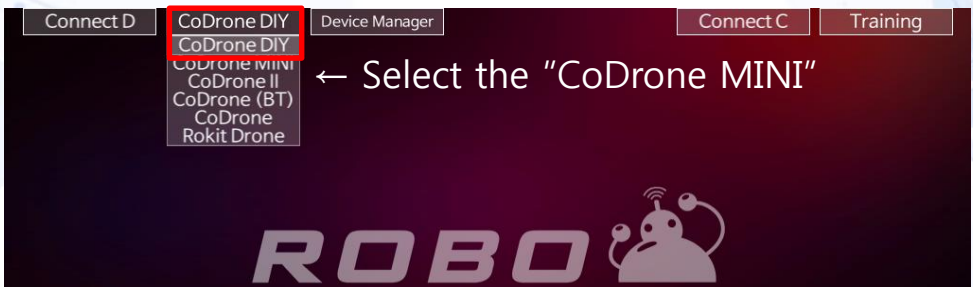 Connect D
CoDrone DIY
Device Manager
Connect C
Training
CoDrone DIY
CoDrone MINI
CoDrone II
CoDrone (BT)
CoDrone
Rokit Drone
← Select the “CoDrone MINI”
ROBO